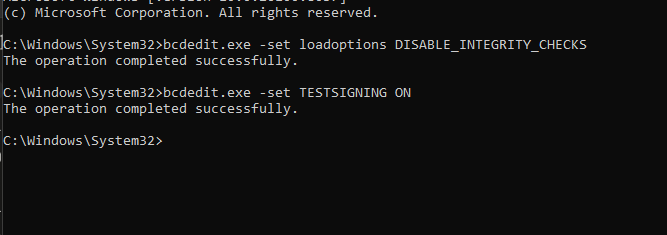 (c) Microsoft Corporation. All rights reserved.
C:\Windows\System32>bcdedit.exe -set loadoptions DISABLE_INTEGRITY_CHECKS
The operation completed successfully.
C:\Windows\System32>bcdedit.exe -set TESTSIGNING ON
The operation completed successfully.
C:\Windows\System32>